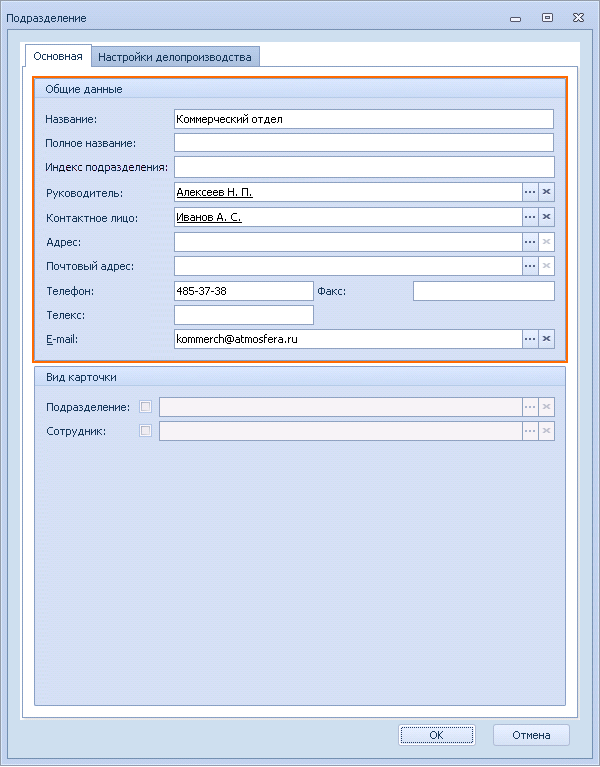 Подразделение
Основная Настройки делопроизводства
Общие данные
Название: Коммерческий отдел
Полное название:
Индекс подразделения:
Руководитель: Алексеев Н. П.
Контактное лицо: Иванов А. С.
Адрес:
Почтовый адрес:
Телефон: 485-37-38 Факс:
Телекс:
E-mail: kommerch@atmosfera.ru
Вид карточки
Подразделение:
Сотрудник:
OK Отмена